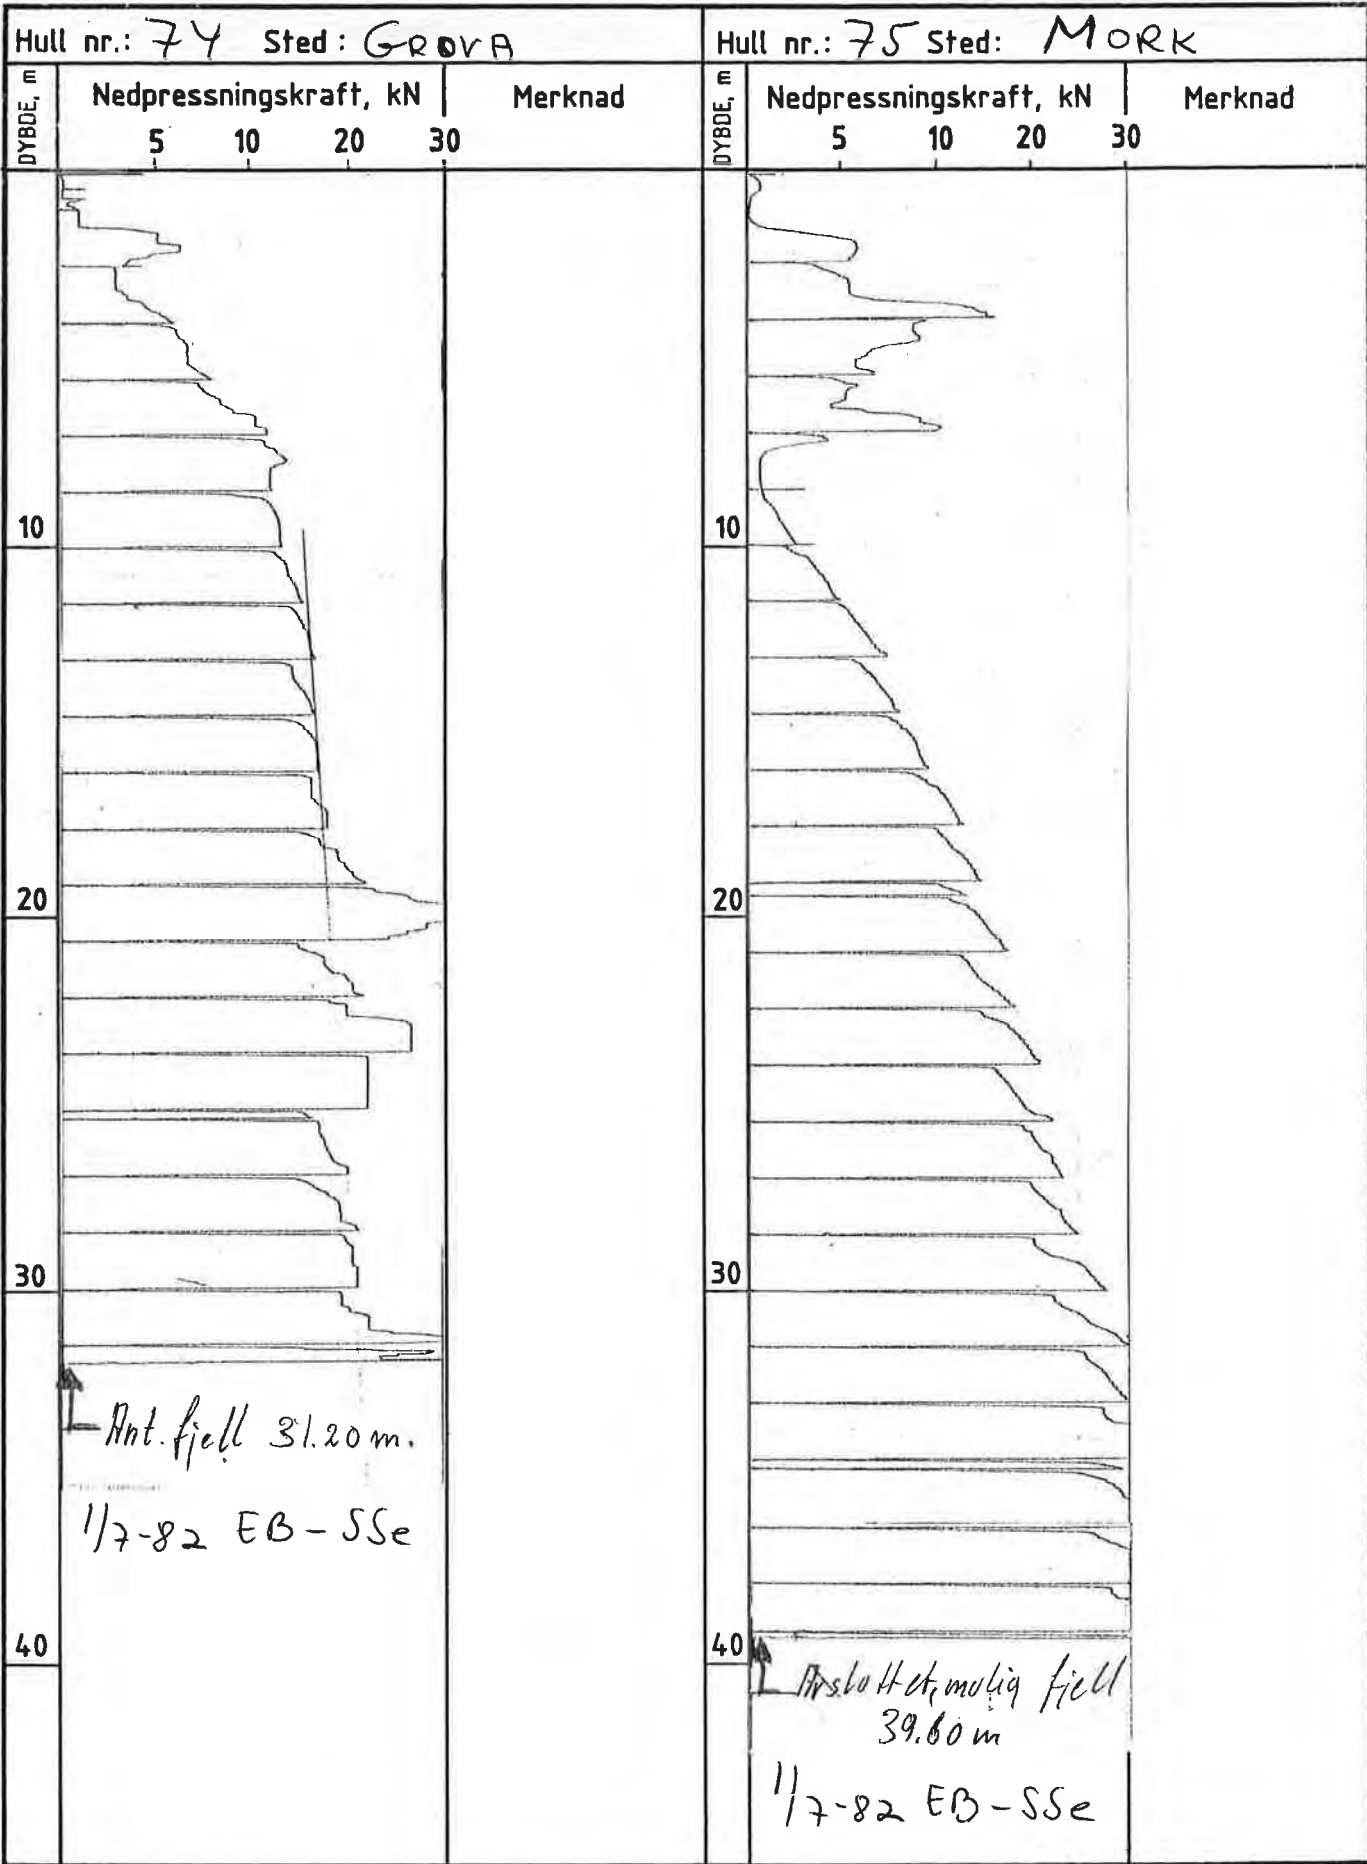 Hull nr.: 74 Sted: GROVA
DYBDE, m
Nedpressningskraft, kN
Merknad
5 10 20 30
10
20
30
40
Ant. fjell 31.20 m.
1/7-82 EB-SSe
Hull nr.: 75 Sted: MORK
DYBDE, m
Nedpressningskraft, kN
Merknad
5 10 20 30
10
20
30
40
Avsluttet, mulig fjell
39.60 m
1/7-82 EB-SSe